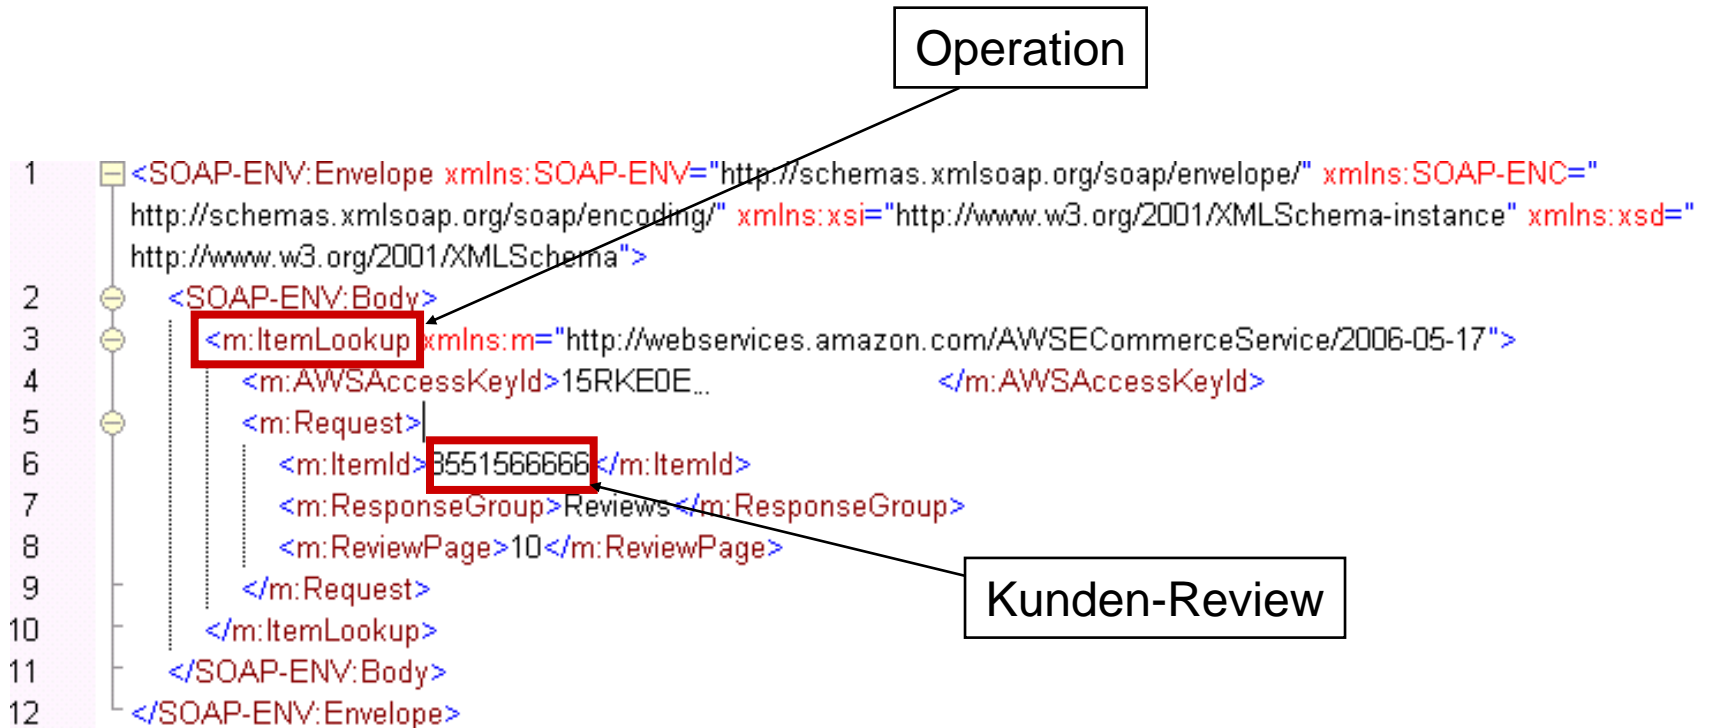 Operation
1 <SOAP-ENV:Envelope xmlns:SOAP-ENV="http://schemas.xmlsoap.org/soap/envelope/" xmlns:SOAP-ENC="
http://schemas.xmlsoap.org/soap/encoding/" xmlns:xsi="http://www.w3.org/2001/XMLSchema-instance" xmlns:xsd="
http://www.w3.org/2001/XMLSchema">
2 <SOAP-ENV:Body>
3 <m:ItemLookup xmlns:m="http://webservices.amazon.com/AWSECommerceService/2006-05-17">
4 <m:AWSAccessKeyId>15RKE0E... </m:AWSAccessKeyId>
5 <m:Request>
6 <m:ItemId>3551566666</m:ItemId>
7 <m:ResponseGroup>Reviews</m:ResponseGroup>
8 <m:ReviewPage>10</m:ReviewPage>
9 </m:Request>
10 </m:ItemLookup>
11 </SOAP-ENV:Body>
12 </SOAP-ENV:Envelope>
Kunden-Review